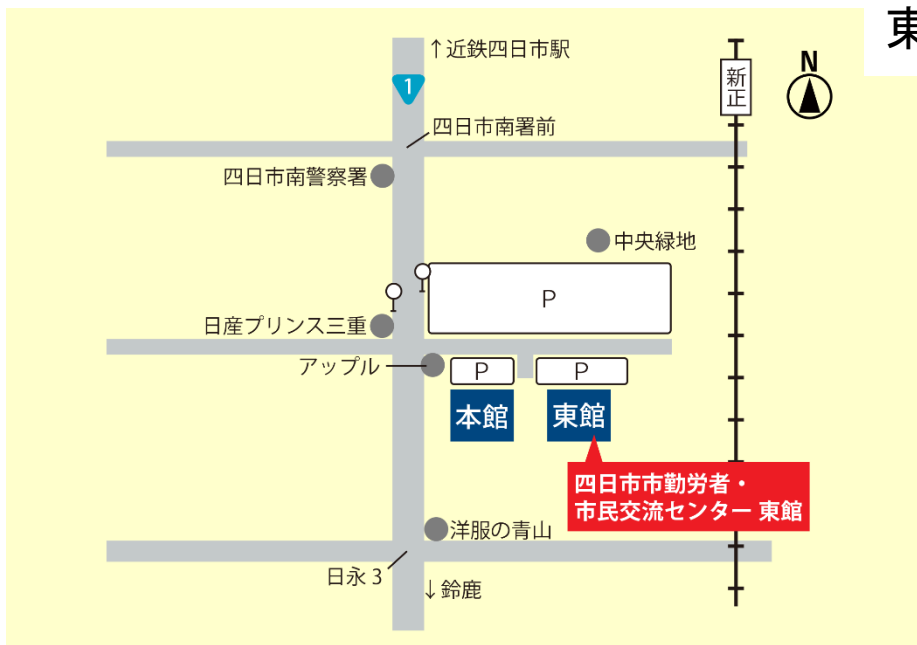 東
↑近鉄四日市駅
1
新正
N
四日市南署前
四日市南警察署
中央緑地
P
日産プリンス三重
アップル
P
P
本館
東館
四日市市勤労者・
市民交流センター 東館
洋服の青山
日永3
↓鈴鹿